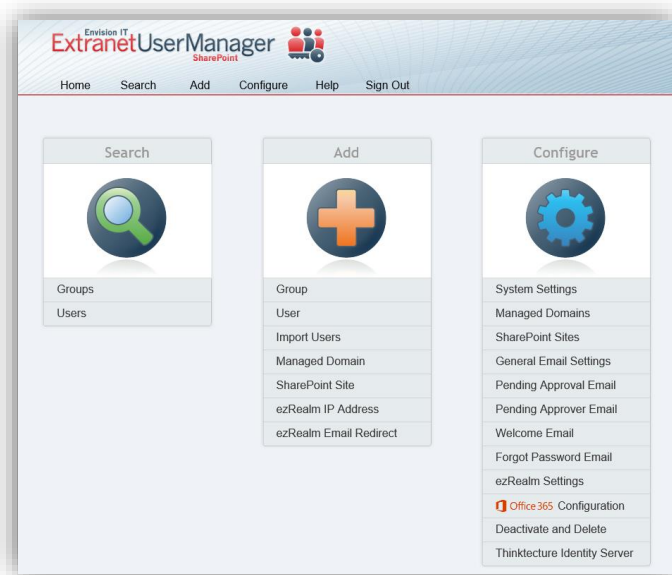 Envision IT
ExtranetUserManager
SharePoint
Home Search Add Configure Help Sign Out
Search
Groups
Users
Add
Group
User
Import Users
Managed Domain
SharePoint Site
ezRealm IP Address
ezRealm Email Redirect
Configure
System Settings
Managed Domains
SharePoint Sites
General Email Settings
Pending Approval Email
Pending Approver Email
Welcome Email
Forgot Password Email
ezRealm Settings
Office 365 Configuration
Deactivate and Delete
Thinktecture Identity Server